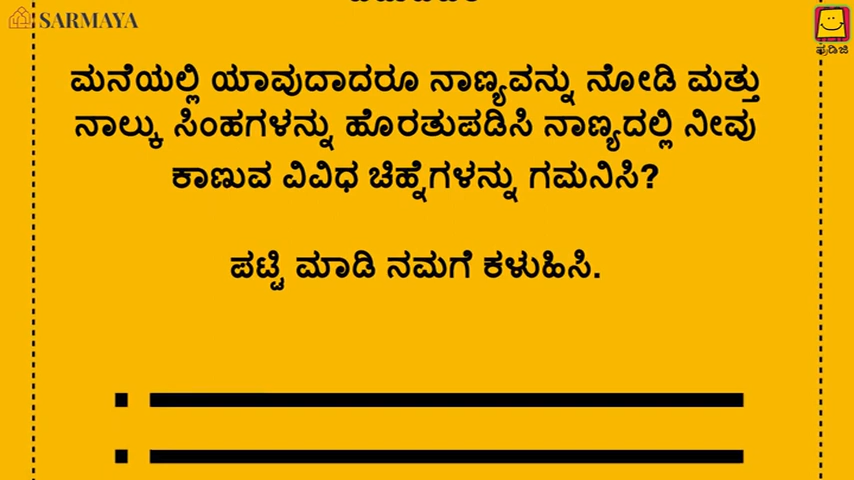 SARMAYA
ಪುಡಿಜಿ
ಮನೆಯಲ್ಲಿ ಯಾವುದಾದರೂ ನಾಣ್ಯವನ್ನು ನೋಡಿ ಮತ್ತು
ನಾಲ್ಕು ಸಿಂಹಗಳನ್ನು ಹೊರತುಪಡಿಸಿ ನಾಣ್ಯದಲ್ಲಿ ನೀವು
ಕಾಣುವ ವಿವಿಧ ಚಿಹ್ನೆಗಳನ್ನು ಗಮನಿಸಿ?
ಪಟ್ಟಿ ಮಾಡಿ ನಮಗೆ ಕಳುಹಿಸಿ.